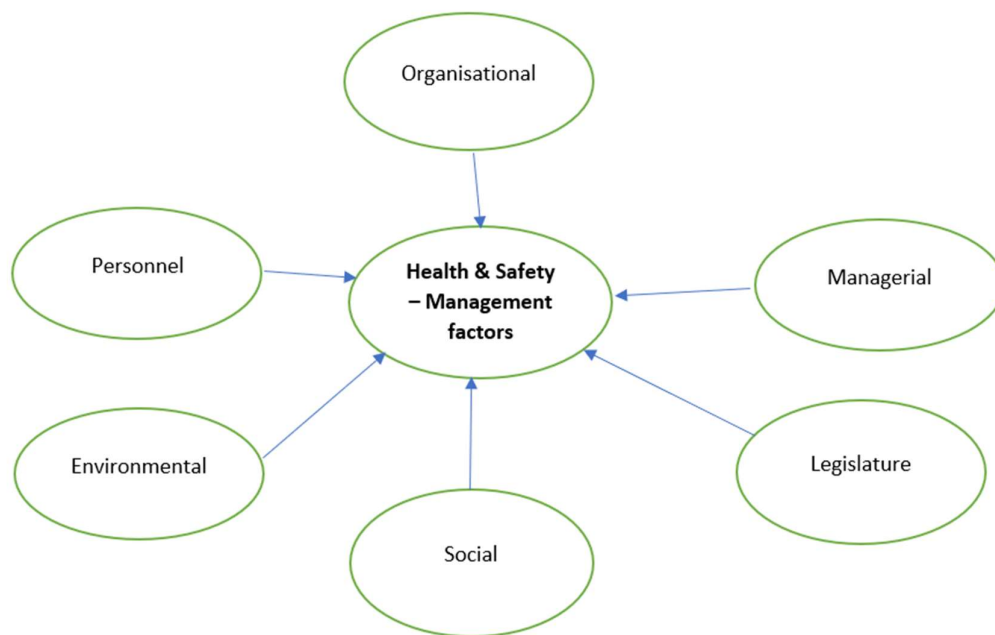 Organisational
Personnel
Health & Safety
– Management
factors
Managerial
Environmental
Legislature
Social